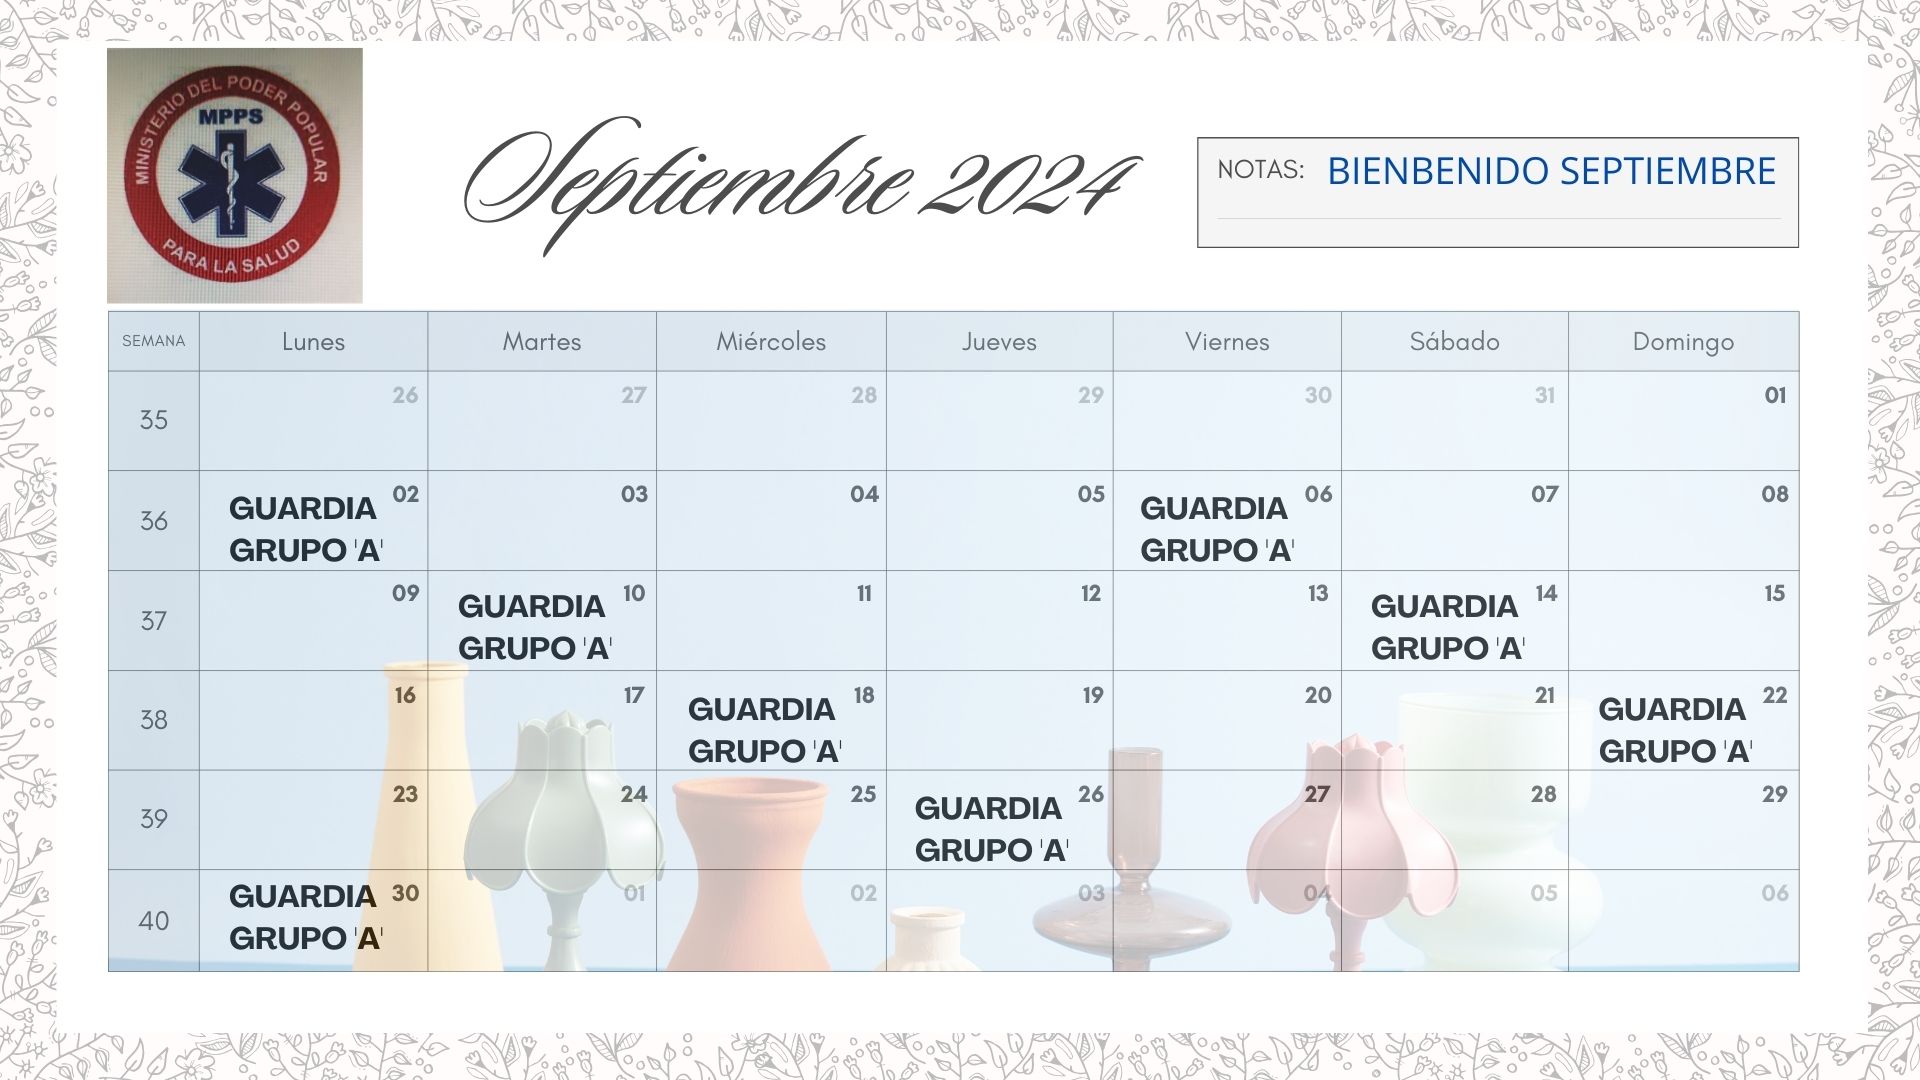 MINISTERIO DEL PODER POPULAR
MPPS
PARA LA SALUD
Septiembre 2024
NOTAS: BIENBENIDO SEPTIEMBRE
SEMANA Lunes Martes Miércoles Jueves Viernes Sábado Domingo
35 26 27 28 29 30 31 01
36 GUARDIA 02 03 04 05 GUARDIA 06 07 08
GRUPO 'A' GRUPO 'A'
37 09 GUARDIA 10 11 12 13 GUARDIA 14 15
GRUPO 'A' GRUPO 'A'
38 16 17 GUARDIA 18 19 20 21 GUARDIA 22
GRUPO 'A' GRUPO 'A'
39 23 24 25 GUARDIA 26 27 28 29
GRUPO 'A'
40 GUARDIA 30 01 02 03 04 05 06
GRUPO 'A'